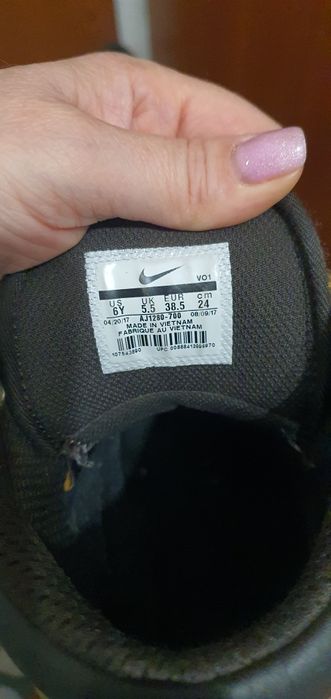 VO1
US UK EUR cm
6Y 5.5 38.5 24
04/20/17 AJ1280-700 08/09/17
MADE IN VIETNAM
FABRIQUE AU VIETNAM